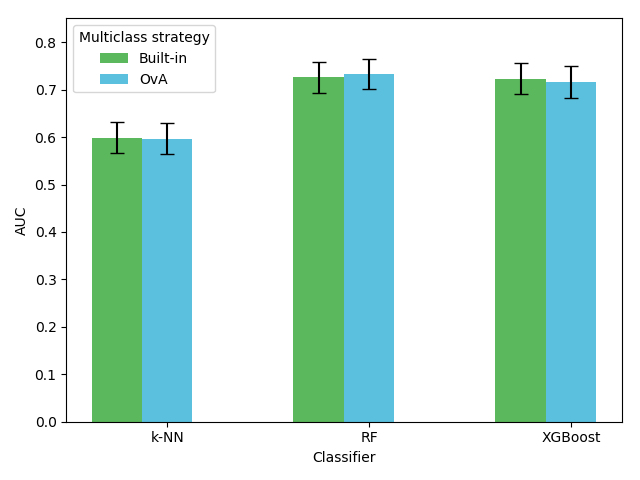 Multiclass strategy
Built-in
OvA
0.8
0.7
0.6
0.5
0.4
0.3
0.2
0.1
0.0
AUC
k-NN RF XGBoost
Classifier